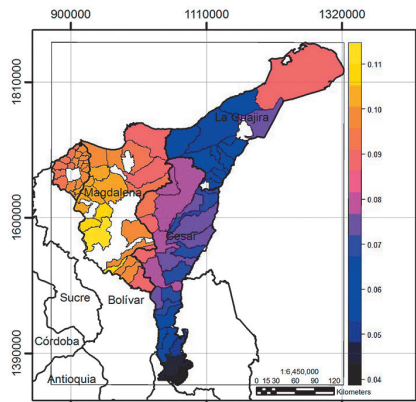 900000 1110000 1320000
1810000
1600000
1390000
La Guajira
Magdalena
Cesar
Sucre
Bolívar
Córdoba
Antioquia
0.11
0.10
0.09
0.08
0.07
0.06
0.05
0.04
1:6,450,000
0 15 30 60 90 120
Kilometers